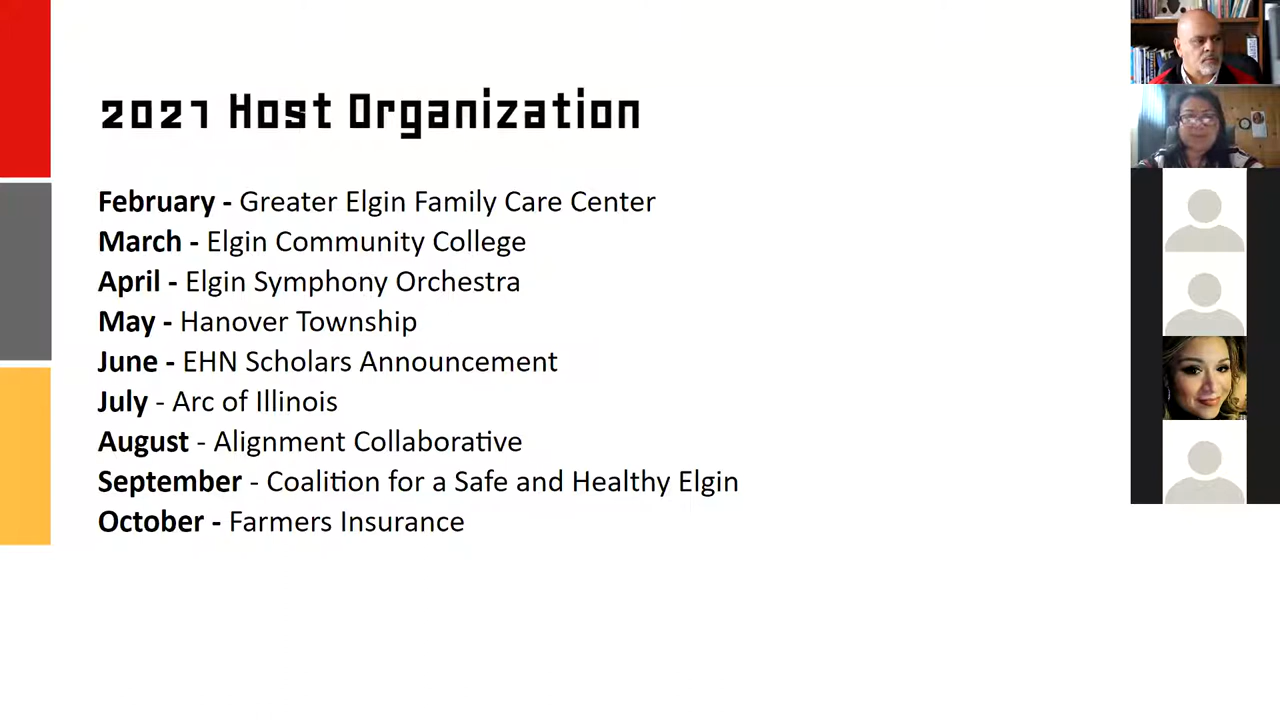 2021 Host Organization
February - Greater Elgin Family Care Center
March - Elgin Community College
April - Elgin Symphony Orchestra
May - Hanover Township
June - EHN Scholars Announcement
July - Arc of Illinois
August - Alignment Collaborative
September - Coalition for a Safe and Healthy Elgin
October - Farmers Insurance